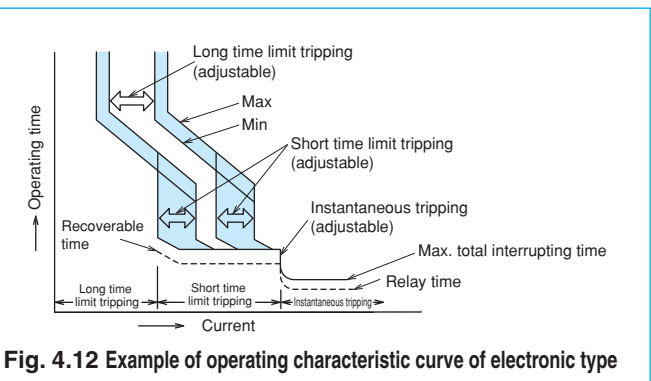 Long time limit tripping
(adjustable)
Max
Min
Short time limit tripping
(adjustable)
Operating time
Instantaneous tripping
(adjustable)
Recoverable
time
Max. total interrupting time
Relay time
Long time
limit tripping
Short time
limit tripping
Instantaneous tripping
Current
Fig. 4.12 Example of operating characteristic curve of electronic type